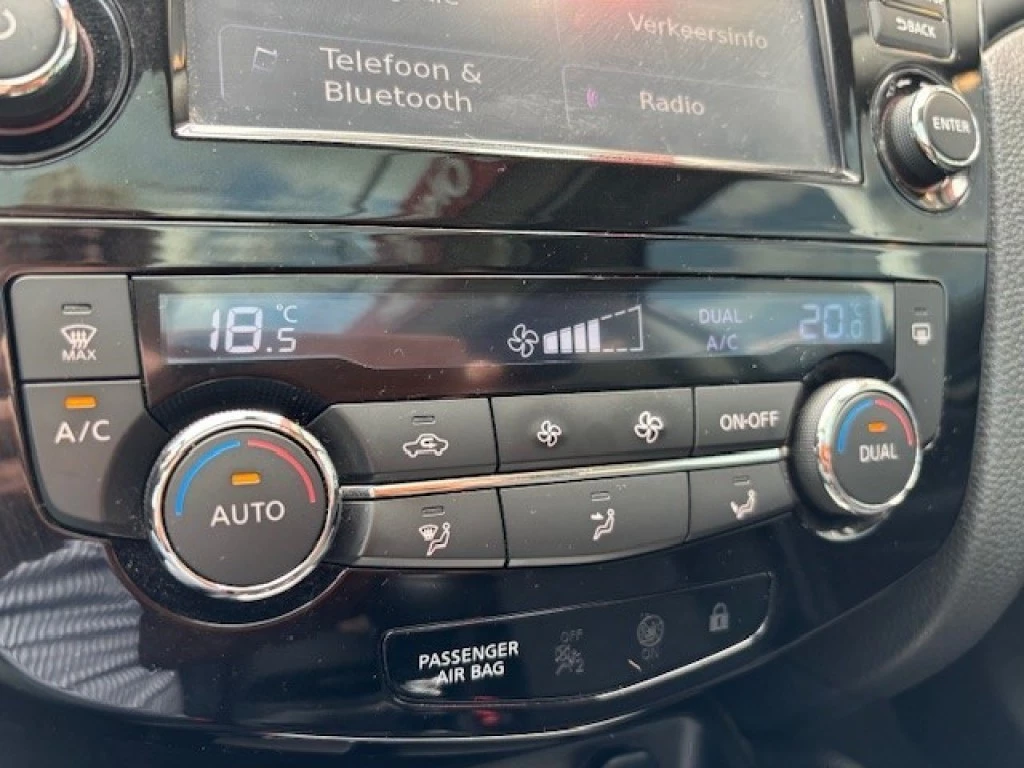 Verkeersinfo
Telefoon &
Bluetooth
Radio
BACK
ENTER
MAX
18.5 °C
DUAL
A/C
20.0 °C
A/C
AUTO
ON·OFF
DUAL
PASSENGER
AIR BAG
OFF
2
ON